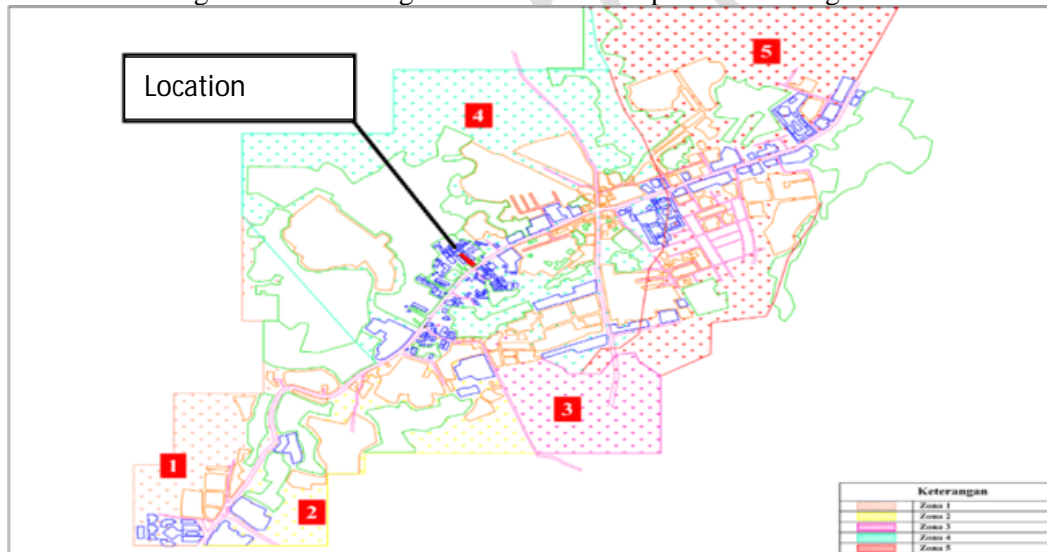 Location
5
4
3
1
2
Keterangan
Zona 1
Zona 2
Zona 3
Zona 4
Zona 5